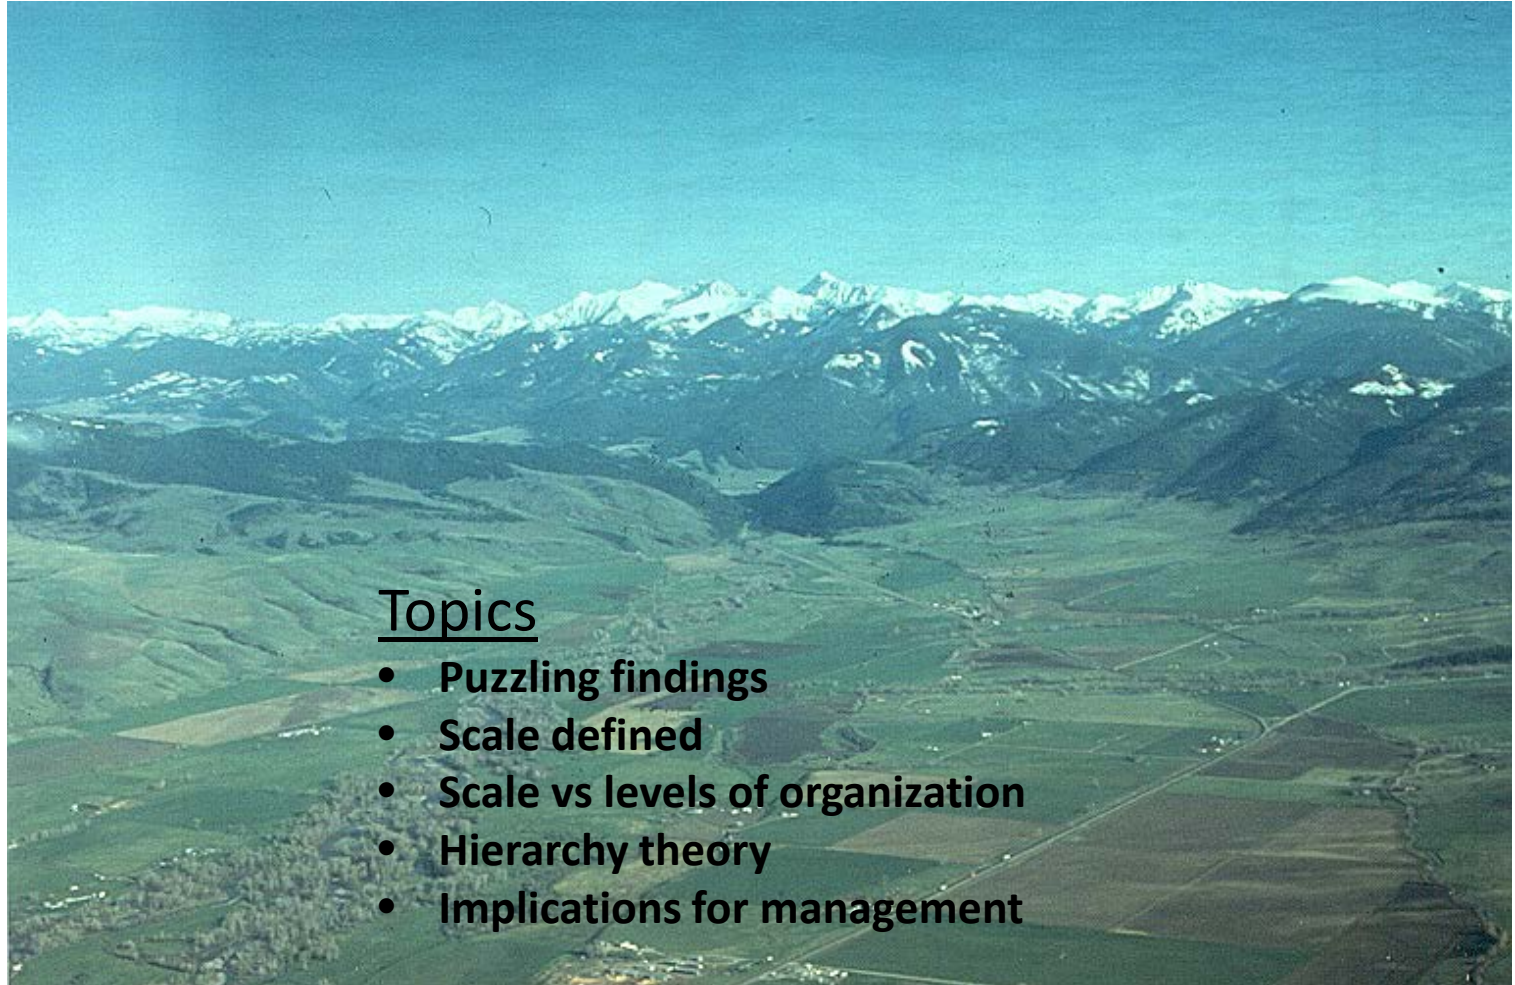 Topics
• Puzzling findings
• Scale defined
• Scale vs levels of organization
• Hierarchy theory
• Implications for management